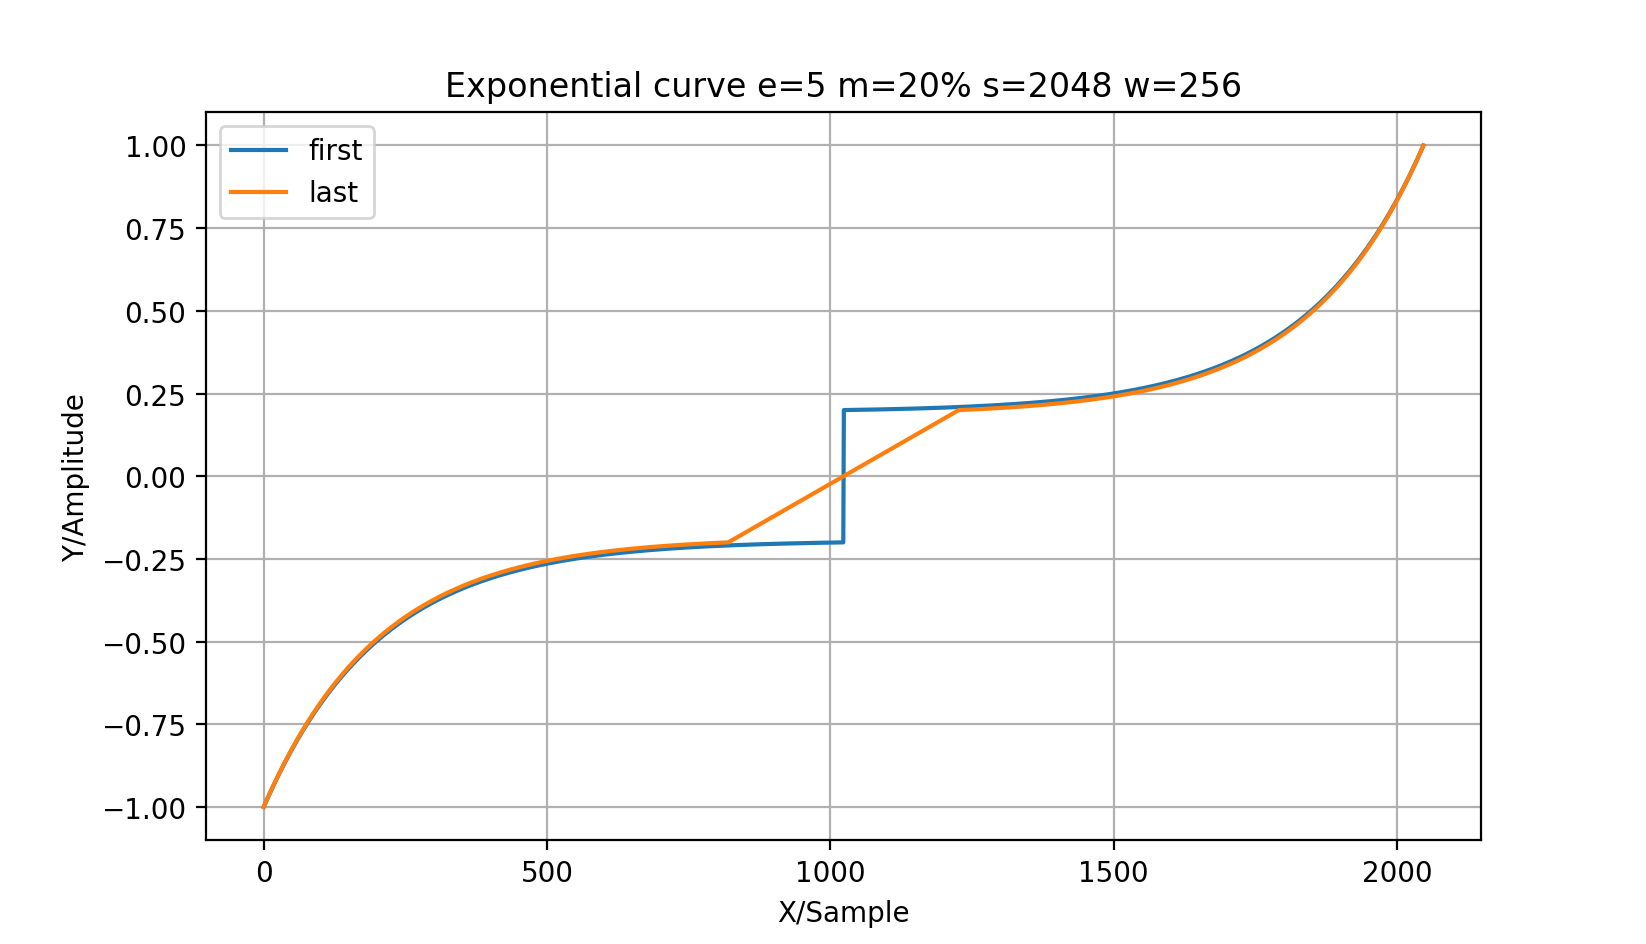 Exponential curve e=5 m=20% s=2048 w=256
first
last
1.00
0.75
0.50
0.25
0.00
−0.25
−0.50
−0.75
−1.00
Y/Amplitude
0 500 1000 1500 2000
X/Sample